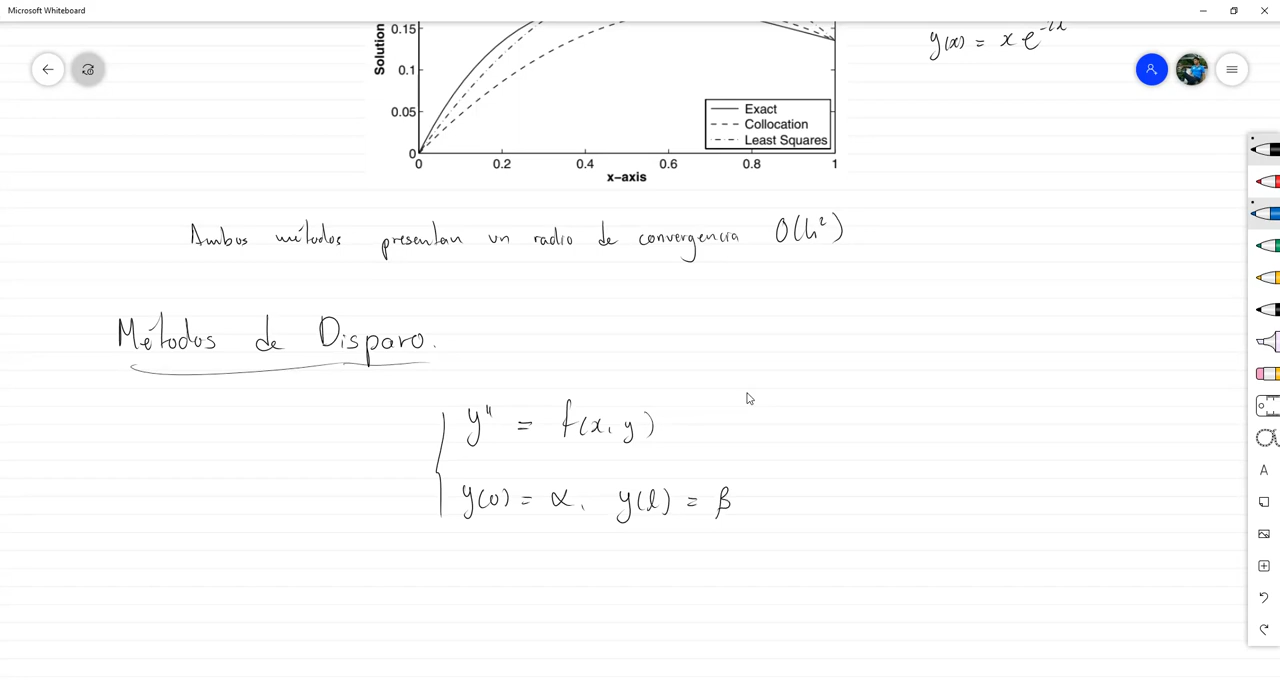 Microsoft Whiteboard
y(x) = x e^{-2x}
0.15
0.1
0.05
0
Solution
Exact
Collocation
Least Squares
0 0.2 0.4 0.6 0.8 1
x-axis
Ambos métodos presentan un radio de convergencia O(h²)
Métodos de Disparo.
y'' = f(x, y)
y(0) = α, y(l) = β
A